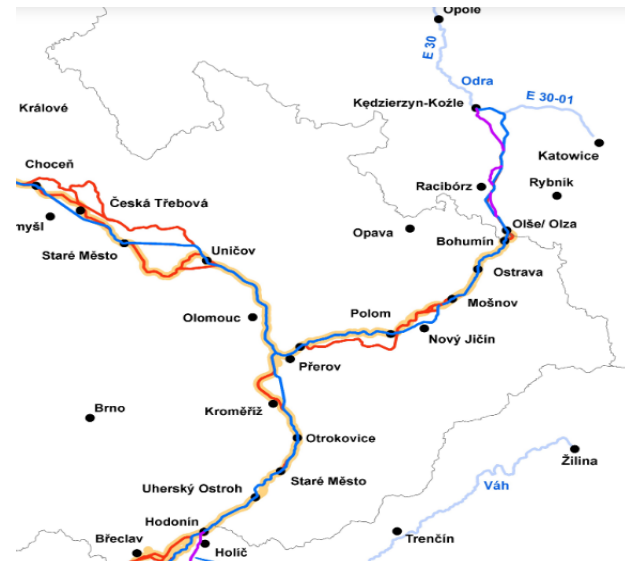 Opole
E 30
Odra
Kędzierzyn-Koźle
E 30-01
Králové
Katowice
Choceň
Racibórz
Rybnik
Česká Třebová
myšl
Olše/ Olza
Opava
Bohumín
Staré Město
Uničov
Ostrava
Mošnov
Olomouc
Polom
Nový Jičín
Přerov
Brno
Kroměříž
Otrokovice
Žilina
Staré Město
Váh
Uherský Ostroh
Hodonín
Břeclav
Trenčín
Holič